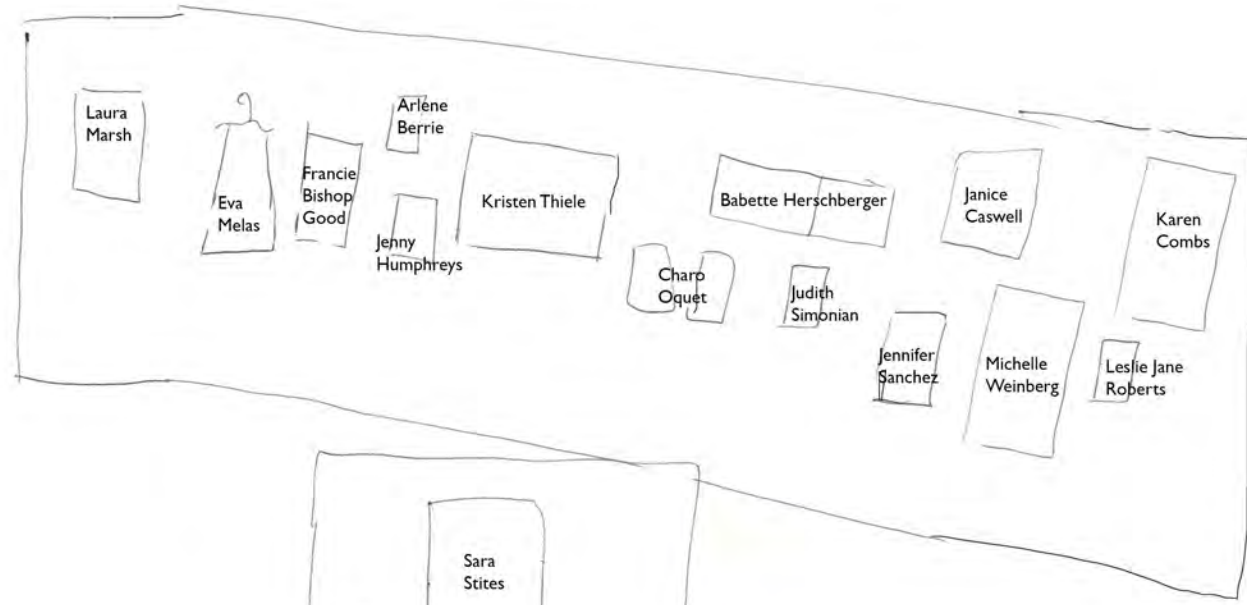 Laura
Marsh
Eva
Melas
Francie
Bishop
Good
Arlene
Berrie
Jenny
Humphreys
Kristen Thiele
Charo
Oquet
Babette Herschberger
Judith
Simonian
Jennifer
Sanchez
Janice
Caswell
Michelle
Weinberg
Karen
Combs
Leslie Jane
Roberts
Sara
Stites